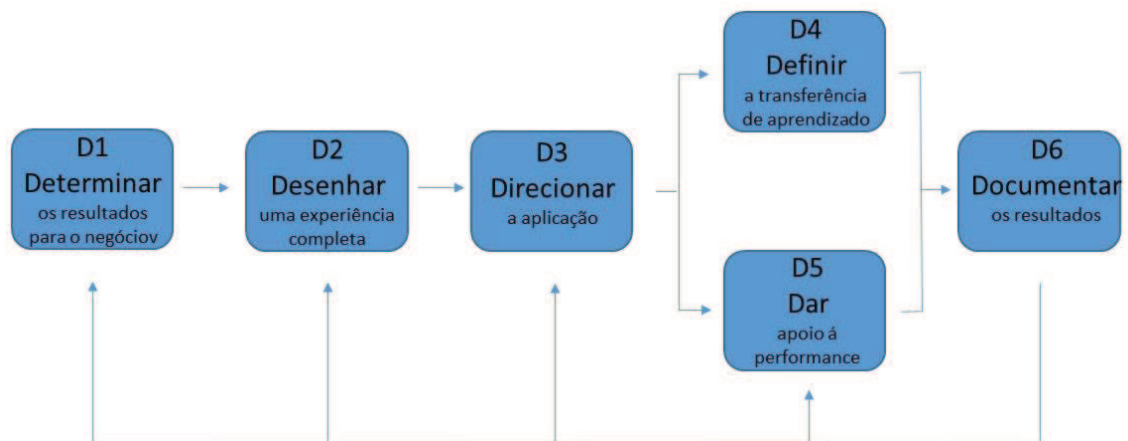 D1
Determinar
os resultados
para o negóciov
D2
Desenhar
uma experiência
completa
D3
Direcionar
a aplicação
D4
Definir
a transferência
de aprendizado
D5
Dar
apoio á
performance
D6
Documentar
os resultados